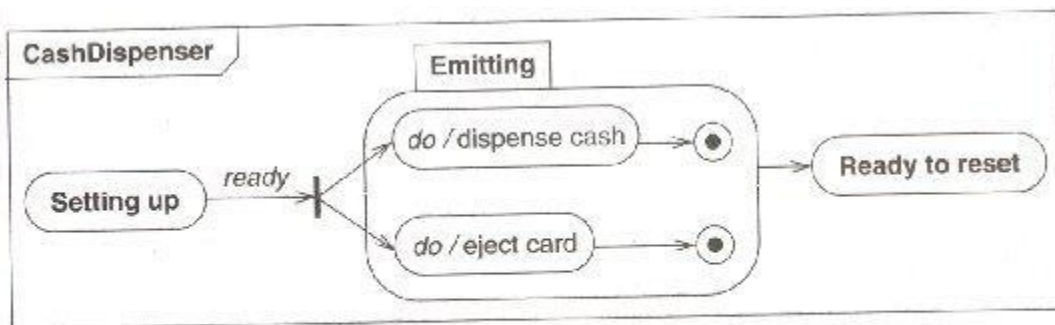 CashDispenser
Emitting
do / dispense cash
Setting up
ready
Ready to reset
do / eject card